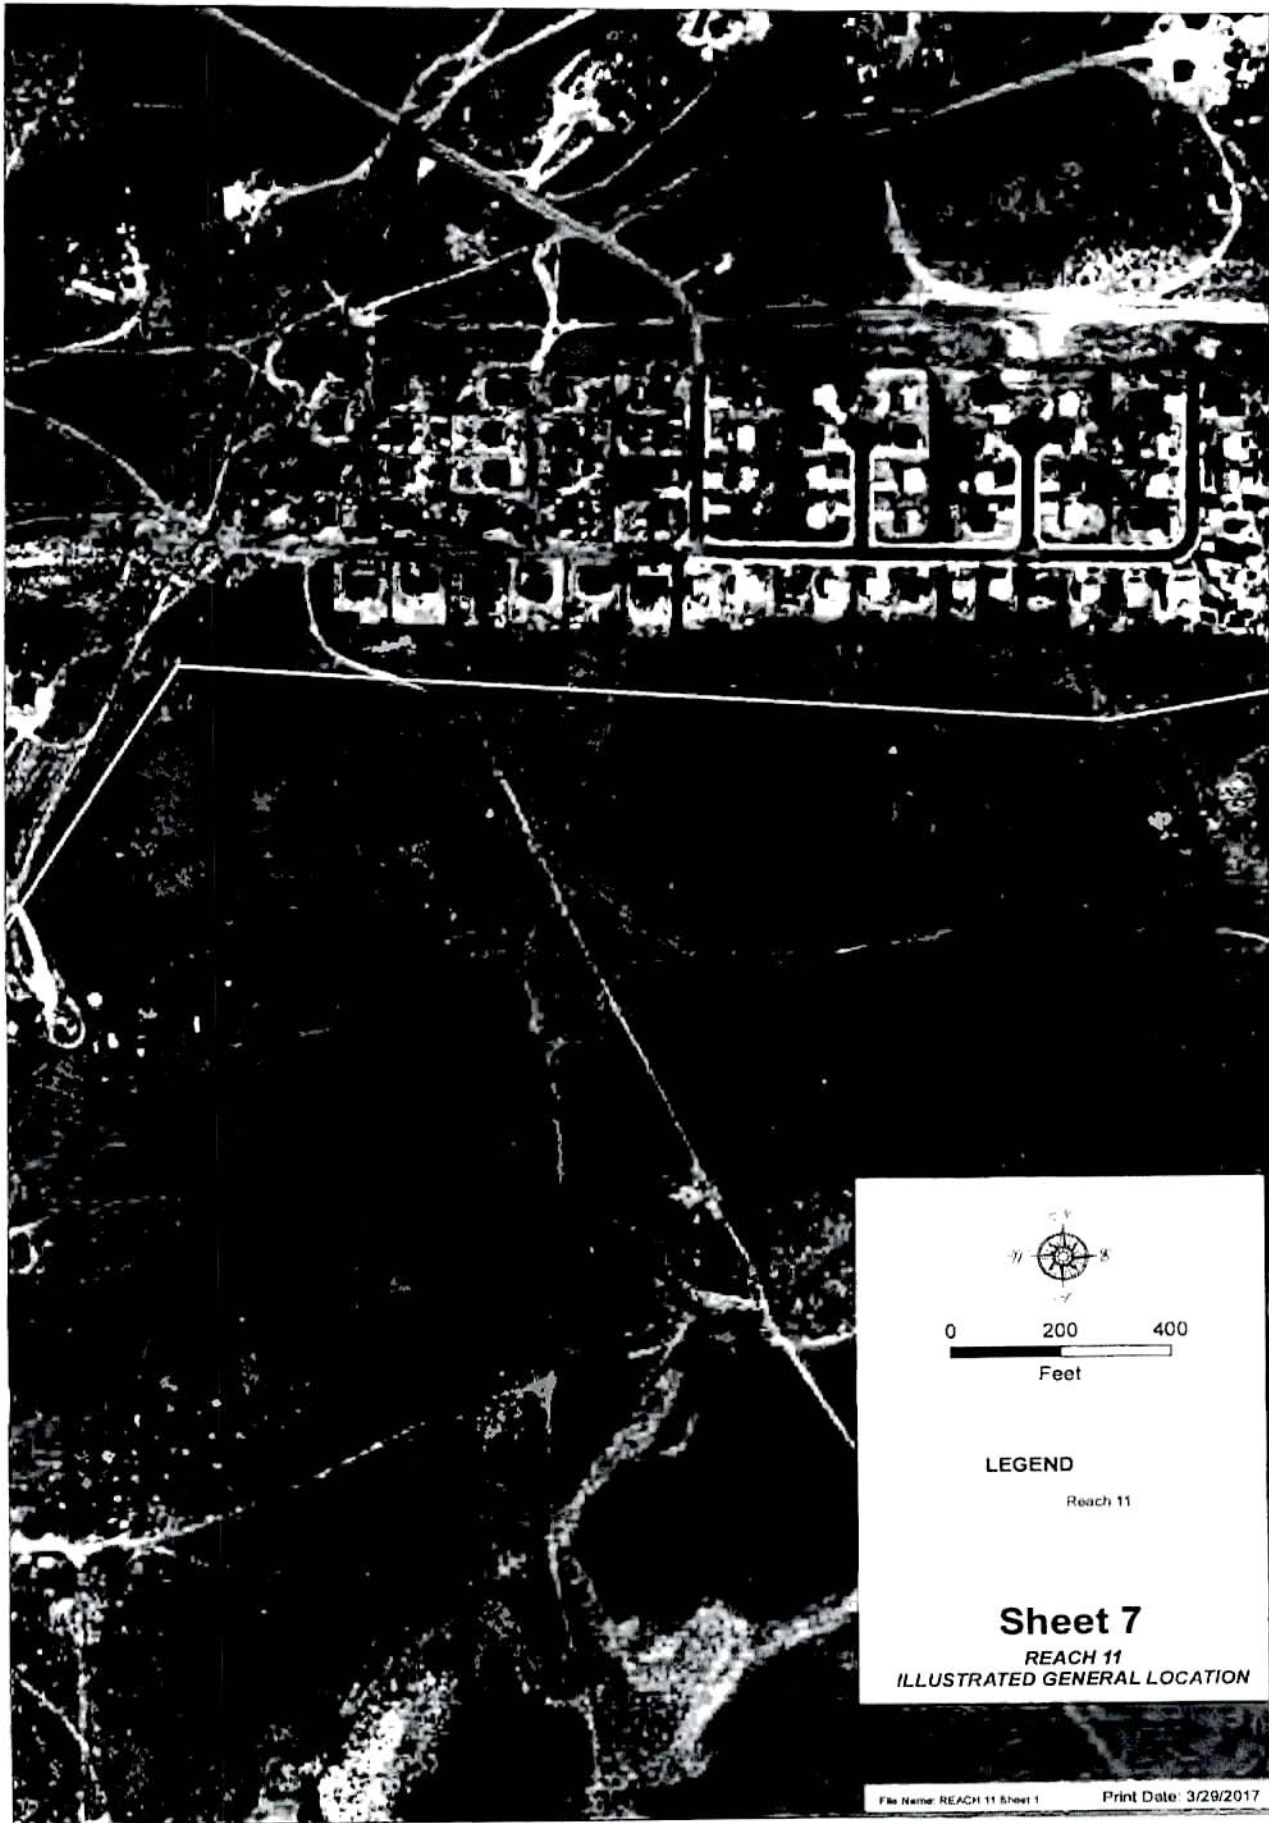 0 200 400
Feet
LEGEND
Reach 11
Sheet 7
REACH 11
ILLUSTRATED GENERAL LOCATION
File Name: REACH 11 Sheet 1
Print Date: 3/29/2017